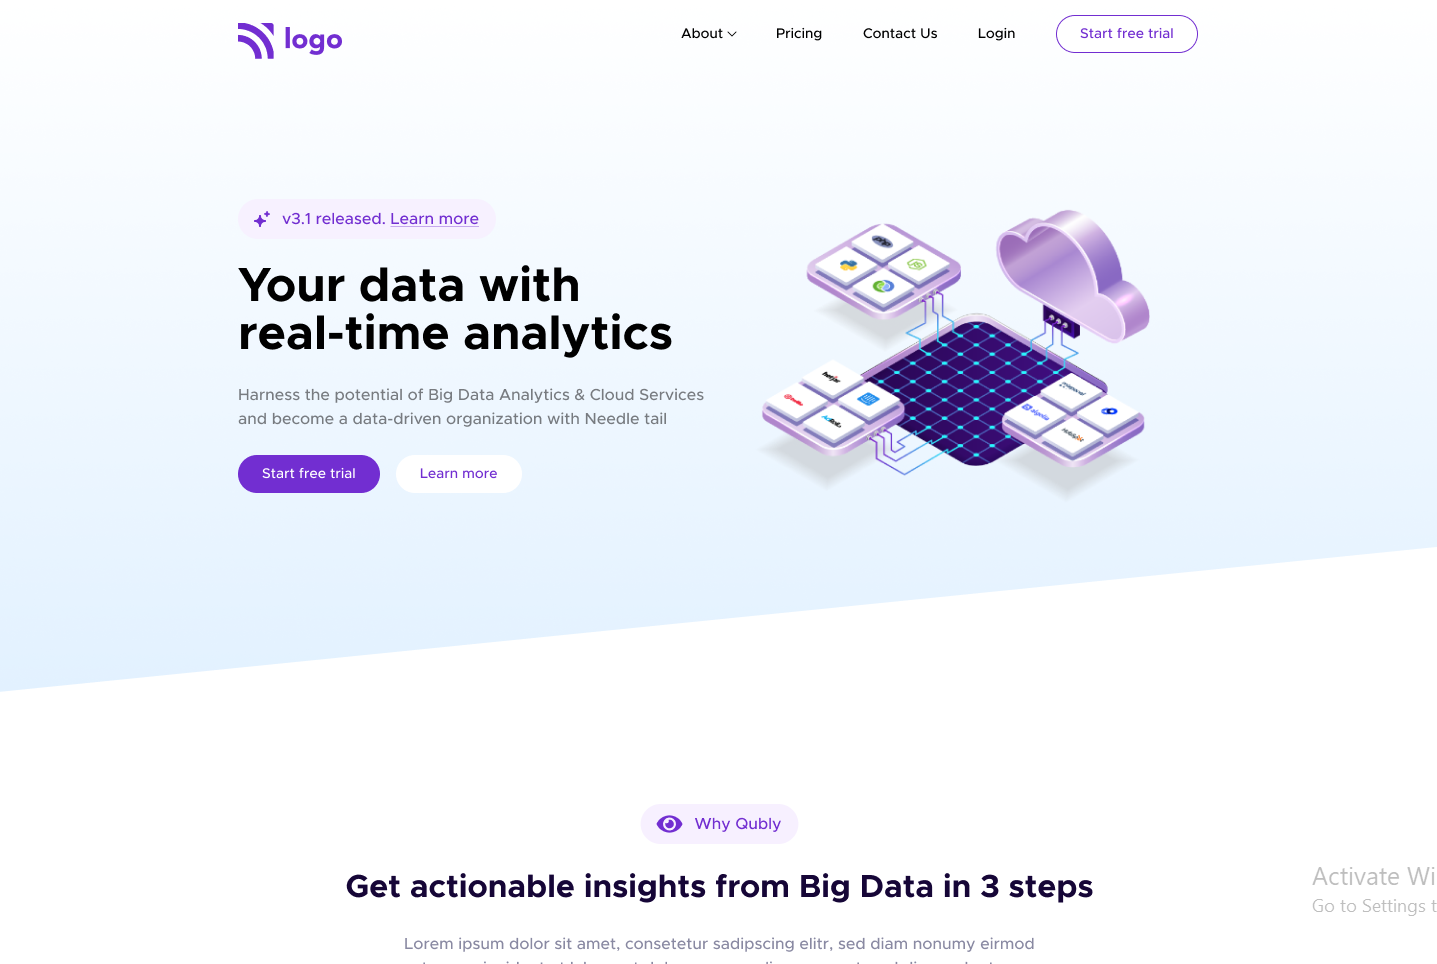 logo
About
Pricing
Contact Us
Login
Start free trial
v3.1 released. Learn more
Your data with
real-time analytics
Harness the potential of Big Data Analytics & Cloud Services
and become a data-driven organization with Needle tail
Start free trial
Learn more
php
Why Qubly
Get actionable insights from Big Data in 3 steps
Activate Wi
Go to Settings t
Lorem ipsum dolor sit amet, consetetur sadipscing elitr, sed diam nonumy eirmod